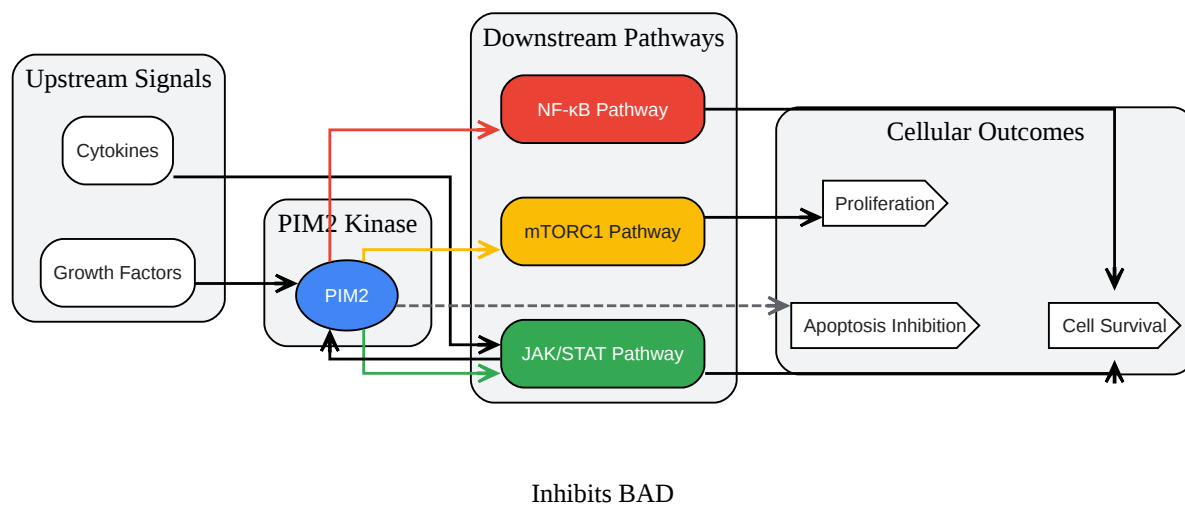 Upstream Signals
Cytokines
Growth Factors
PIM2 Kinase
PIM2
Downstream Pathways
NF-κB Pathway
mTORC1 Pathway
JAK/STAT Pathway
Cellular Outcomes
Proliferation
Apoptosis Inhibition
Cell Survival
Inhibits BAD